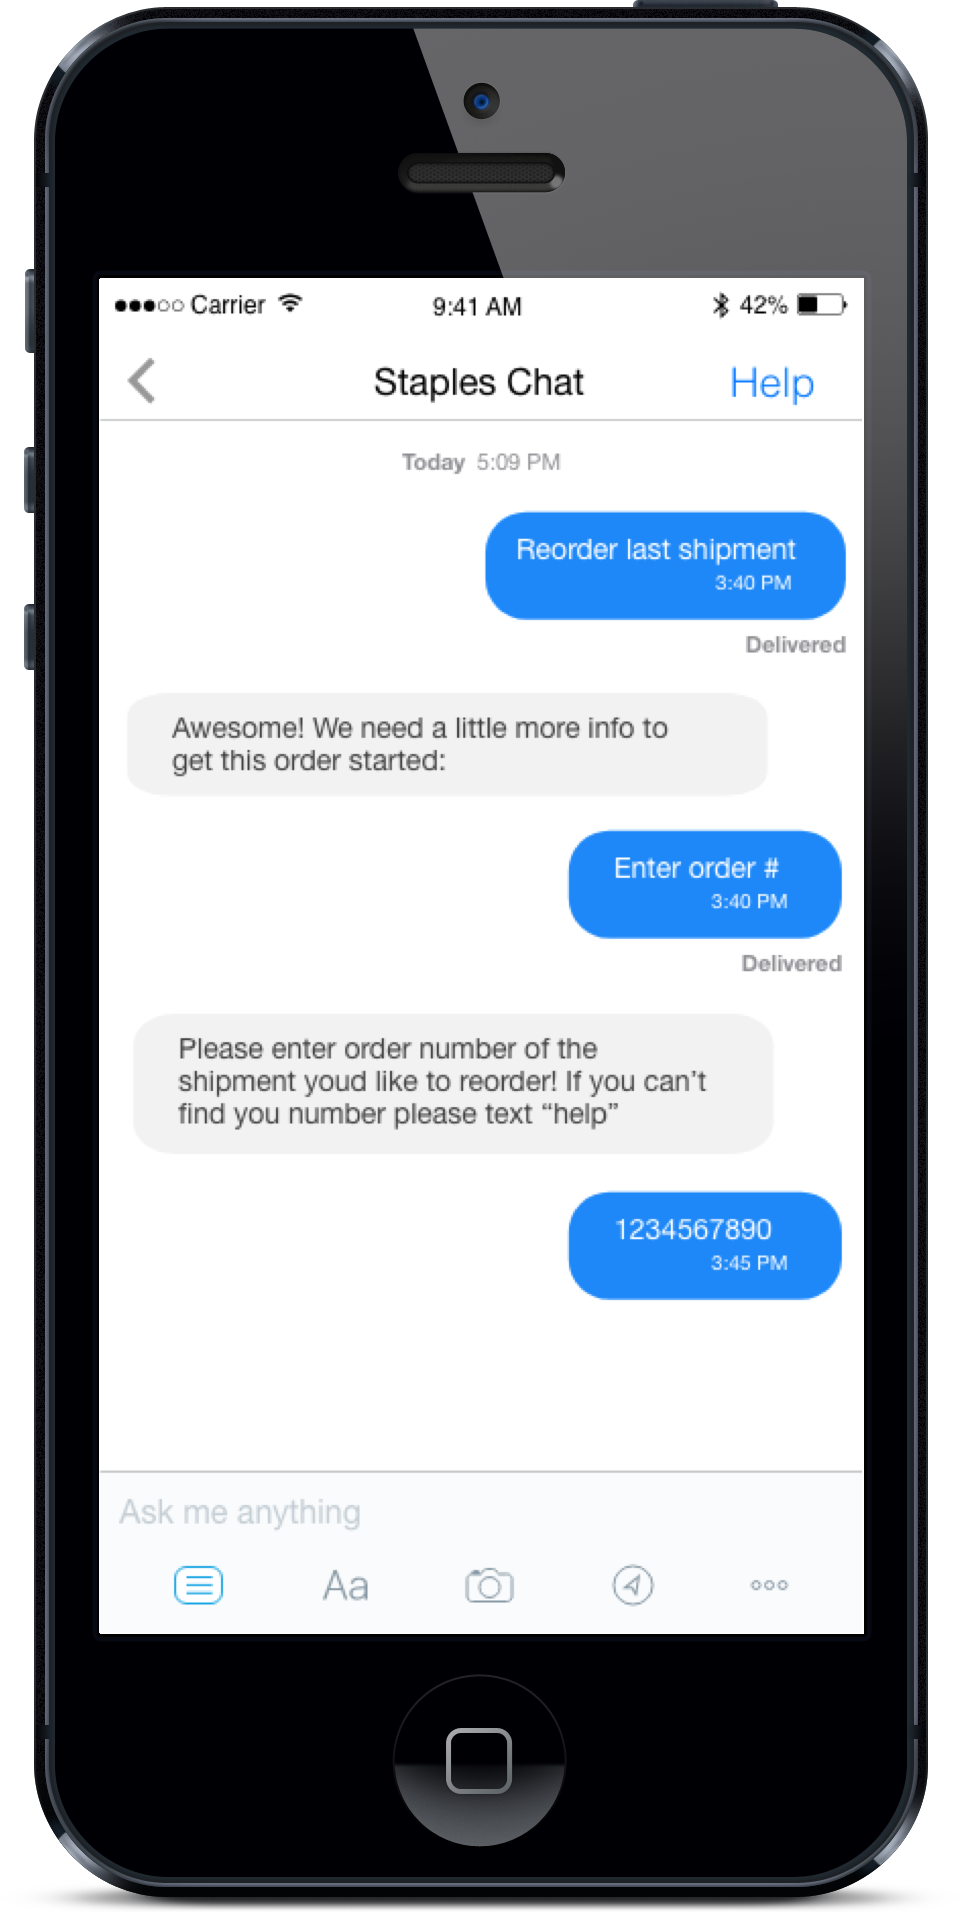 ●●●○○ Carrier 9:41 AM 42%
Staples Chat Help
Today 5:09 PM
Reorder last shipment
3:40 PM
Delivered
Awesome! We need a little more info to
get this order started:
Enter order #
3:40 PM
Delivered
Please enter order number of the
shipment youd like to reorder! If you can’t
find you number please text “help”
1234567890
3:45 PM
Ask me anything
Aa